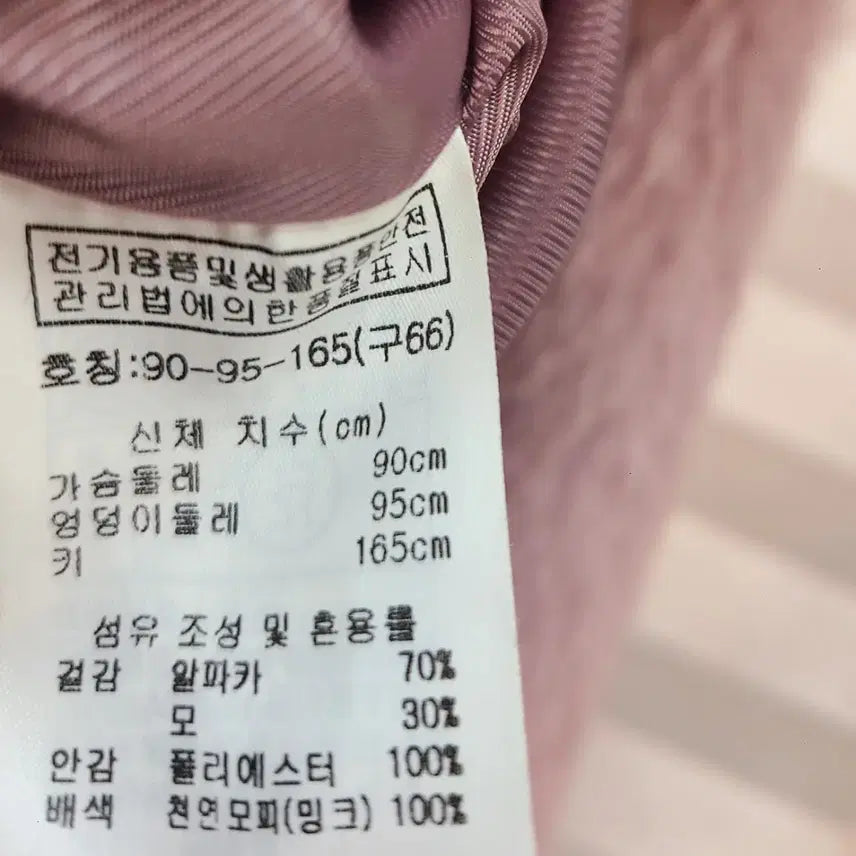 전기용품및생활용품안전
관리법에의한품질표시
호칭:90-95-165(구66)
신체 치수(cm)
가슴둘레 90cm
엉덩이둘레 95cm
키 165cm
섬유 조성 및 혼용률
겉감 알파카 70%
모 30%
안감 폴리에스터 100%
배색 천연모피(밍크) 100%